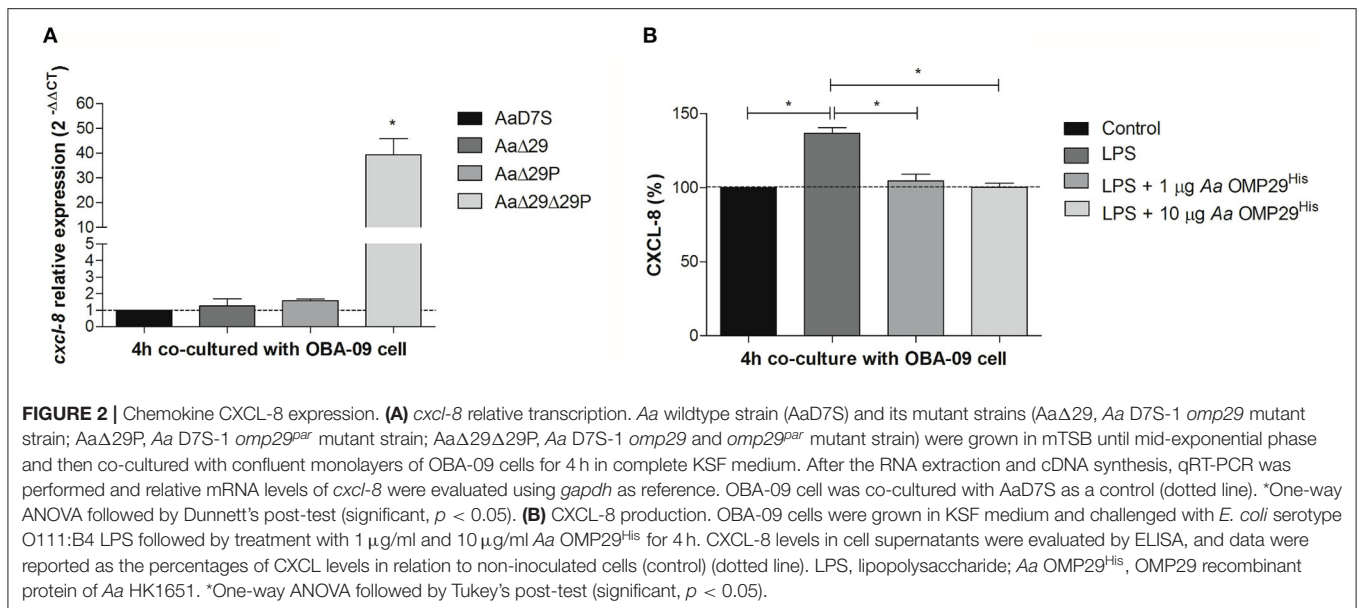 A
cxcl-8 relative expression (2^-ΔΔCT)
60
50
40
30
20
10
5
4
3
2
1
0
*
4h co-cultured with OBA-09 cell
AaD7S
AaΔ29
AaΔ29P
AaΔ29Δ29P
B
CXCL-8 (%)
150
100
50
0
*
*
*
4h co-culture with OBA-09 cell
Control
LPS
LPS + 1 μg Aa OMP29^His
LPS + 10 μg Aa OMP29^His
FIGURE 2 | Chemokine CXCL-8 expression. (A) cxcl-8 relative transcription. Aa wildtype strain (AaD7S) and its mutant strains (AaΔ29, Aa D7S-1 omp29 mutant
strain; AaΔ29P, Aa D7S-1 omp29^par mutant strain; AaΔ29Δ29P, Aa D7S-1 omp29 and omp29^par mutant strain) were grown in mTSB until mid-exponential phase
and then co-cultured with confluent monolayers of OBA-09 cells for 4 h in complete KSF medium. After the RNA extraction and cDNA synthesis, qRT-PCR was
performed and relative mRNA levels of cxcl-8 were evaluated using gapdh as reference. OBA-09 cell was co-cultured with AaD7S as a control (dotted line). *One-way
ANOVA followed by Dunnett's post-test (significant, p < 0.05). (B) CXCL-8 production. OBA-09 cells were grown in KSF medium and challenged with E. coli serotype
O111:B4 LPS followed by treatment with 1 μg/ml and 10 μg/ml Aa OMP29^His for 4 h. CXCL-8 levels in cell supernatants were evaluated by ELISA, and data were
reported as the percentages of CXCL levels in relation to non-inoculated cells (control) (dotted line). LPS, lipopolysaccharide; Aa OMP29^His, OMP29 recombinant
protein of Aa HK1651. *One-way ANOVA followed by Tukey's post-test (significant, p < 0.05).